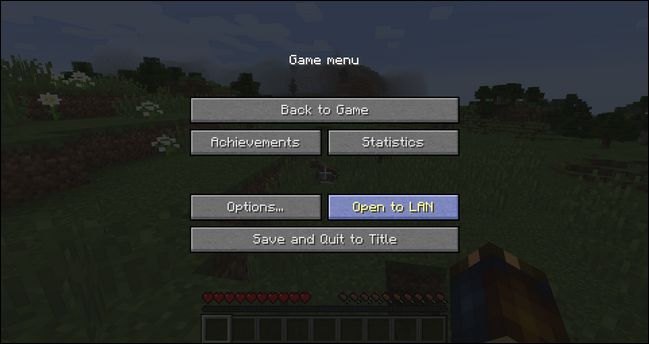 Game menu
Back to Game
Achievements
Statistics
Options...
Open to LAN
Save and Quit to Title